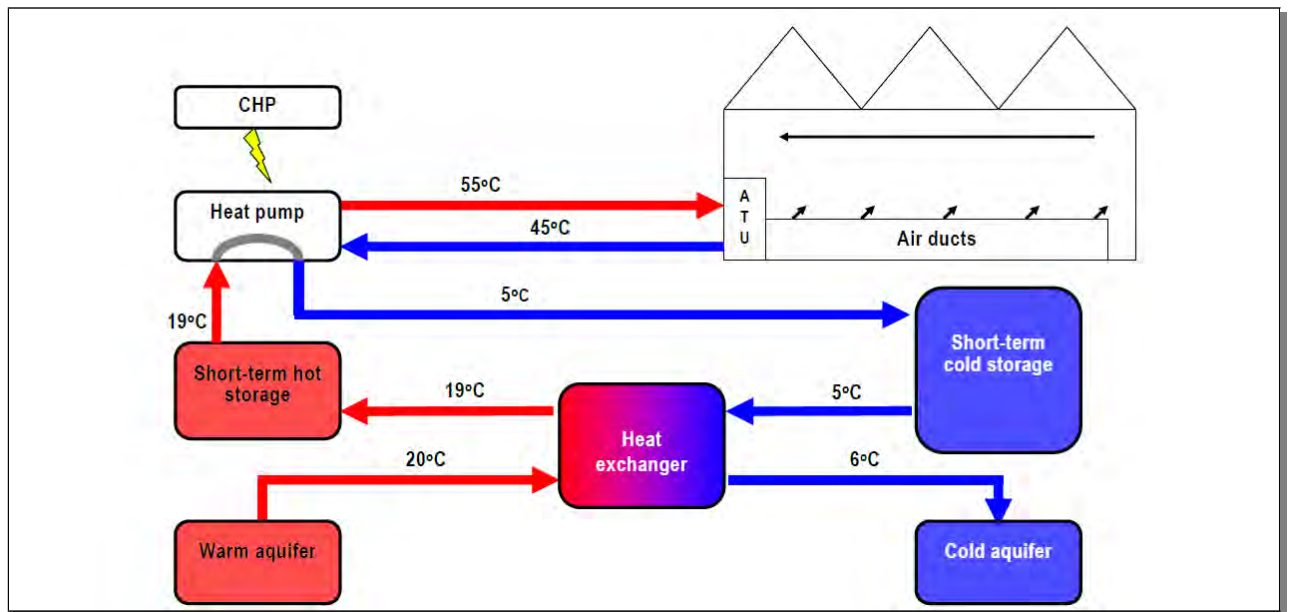 CHP
55oC
A
T
U
Heat pump
45oC
Air ducts
5oC
19oC
Short-term hot
storage
Short-term
cold storage
19oC
5oC
Heat
exchanger
20oC
6oC
Warm aquifer
Cold aquifer